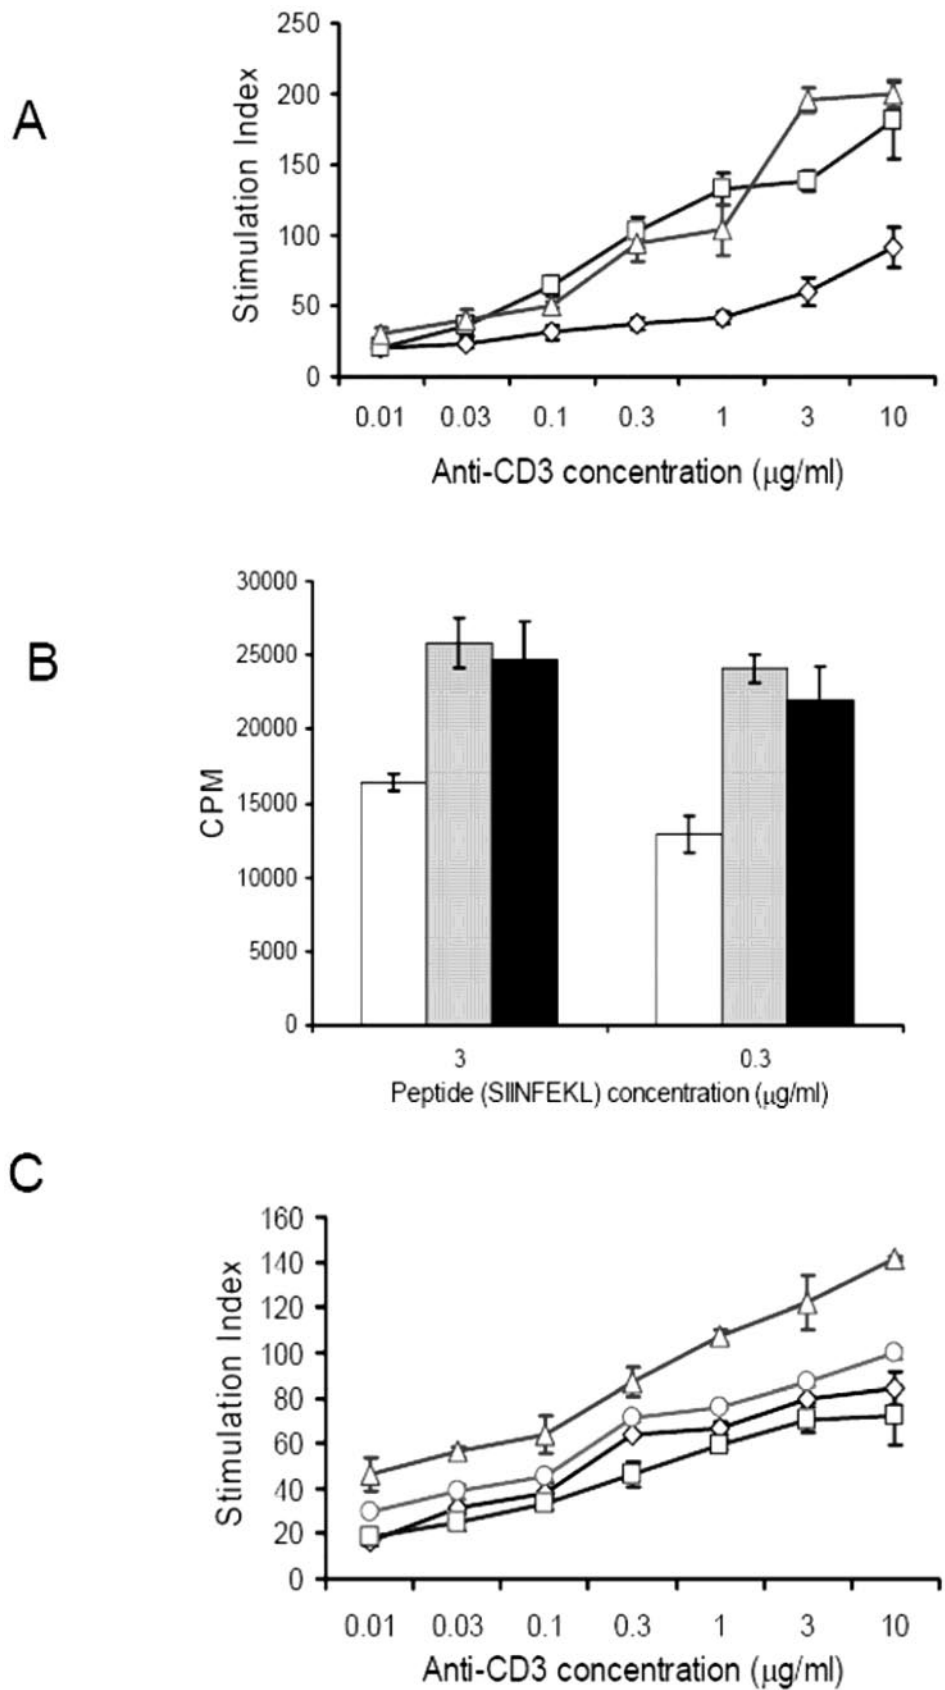 A
Stimulation Index
250
200
150
100
50
0
0.01 0.03 0.1 0.3 1 3 10
Anti-CD3 concentration (μg/ml)
B
CPM
30000
25000
20000
15000
10000
5000
0
3 0.3
Peptide (SIINFEKL) concentration (μg/ml)
C
Stimulation Index
160
140
120
100
80
60
40
20
0
0.01 0.03 0.1 0.3 1 3 10
Anti-CD3 concentration (μg/ml)